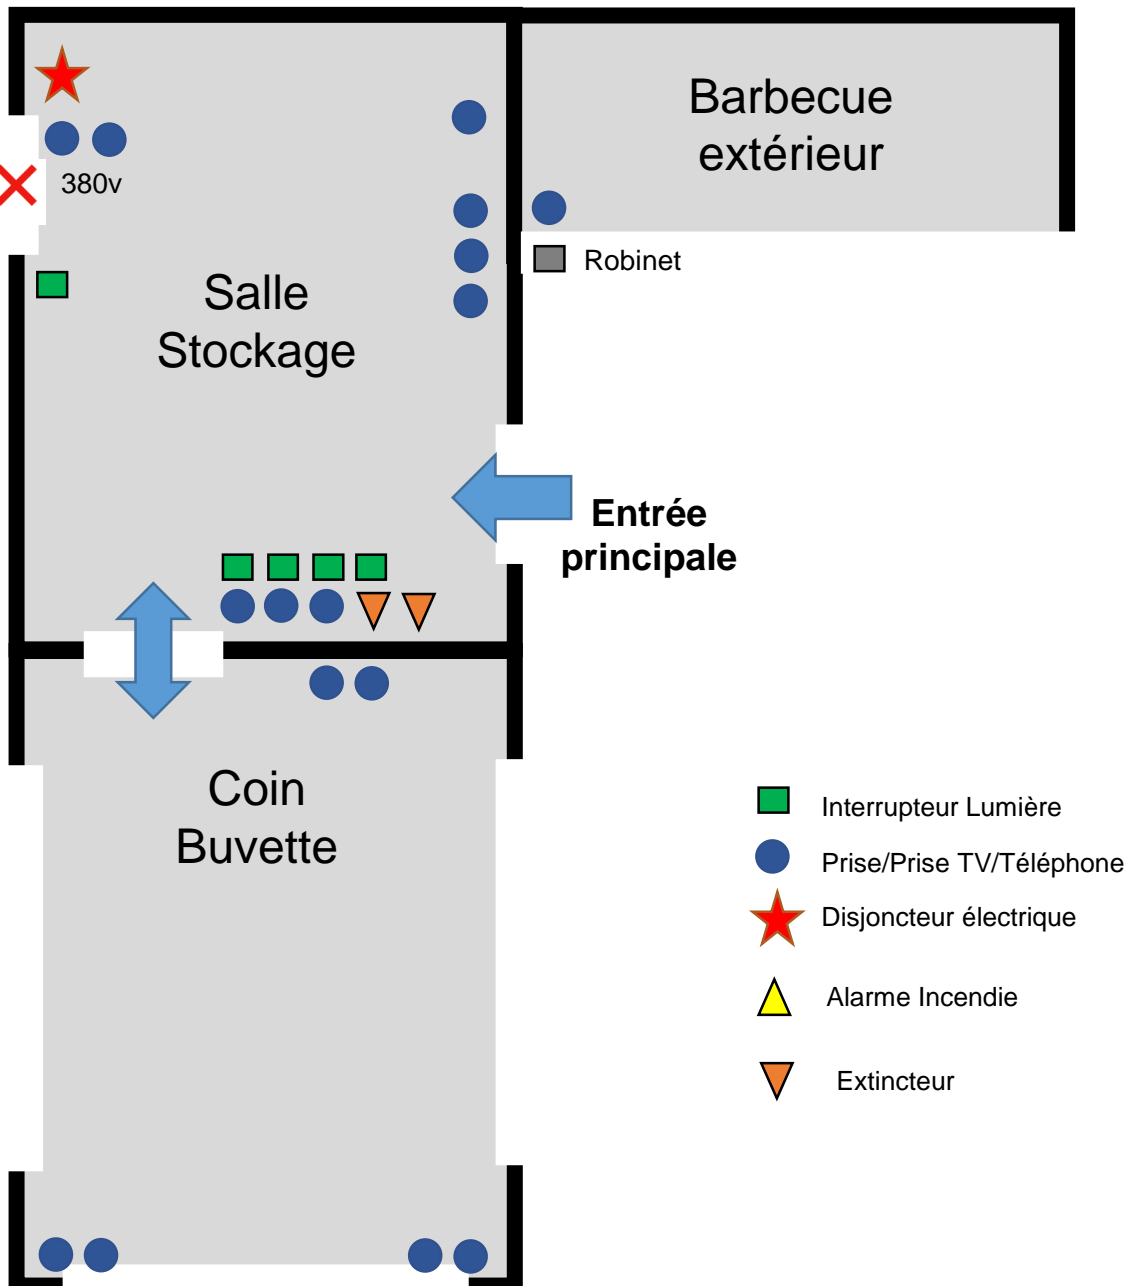 Barbecue
extérieur
380v
Robinet
Salle
Stockage
Entrée
principale
Coin
Buvette
Interrupteur Lumière
Prise/Prise TV/Téléphone
Disjoncteur électrique
Alarme Incendie
Extincteur